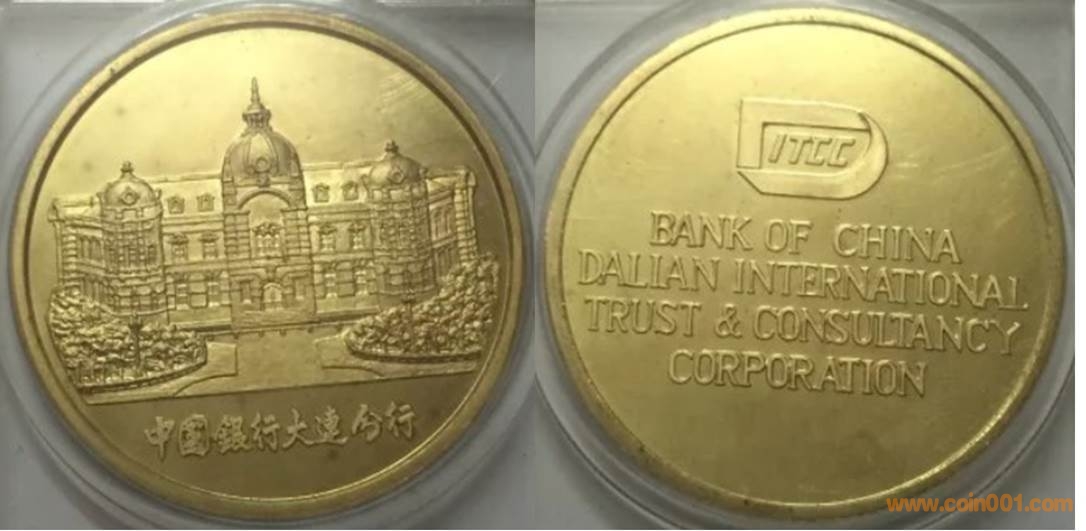 中國銀行大連分行
ITCC
BANK OF CHINA
DALIAN INTERNATIONAL
TRUST & CONSULTANCY
CORPORATION
www.coin001.com